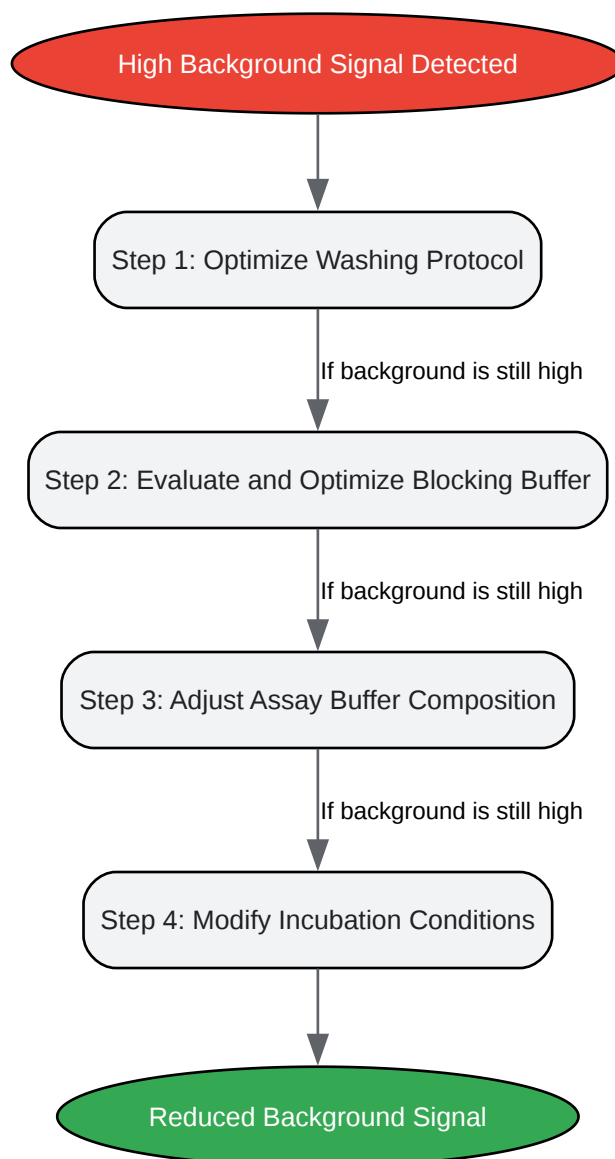 High Background Signal Detected
Step 1: Optimize Washing Protocol
If background is still high
Step 2: Evaluate and Optimize Blocking Buffer
If background is still high
Step 3: Adjust Assay Buffer Composition
If background is still high
Step 4: Modify Incubation Conditions
Reduced Background Signal